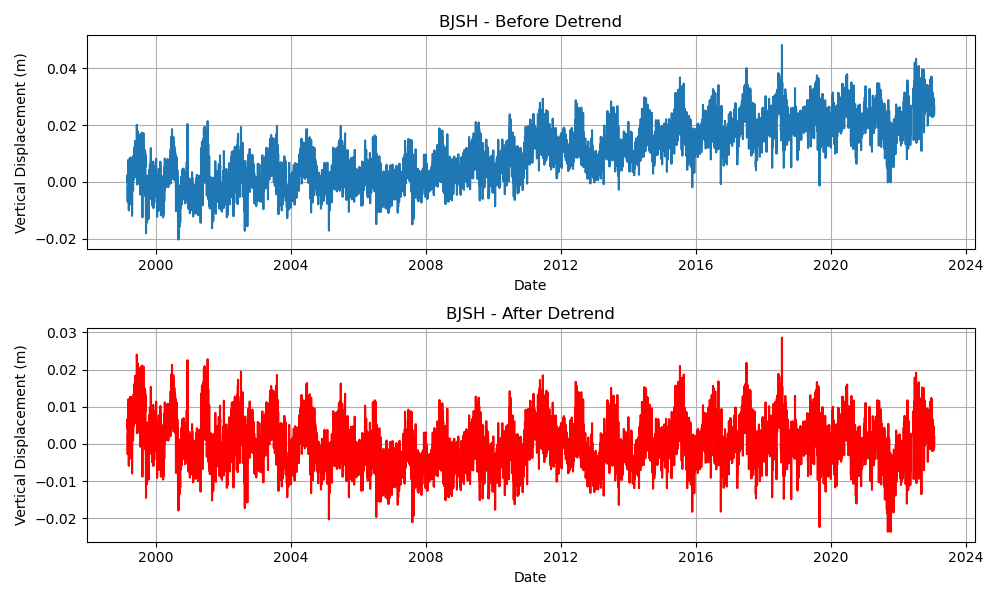 BJSH - Before Detrend
Vertical Displacement (m)
0.04
0.02
0.00
−0.02
2000 2004 2008 2012 2016 2020 2024
Date
BJSH - After Detrend
Vertical Displacement (m)
0.03
0.02
0.01
0.00
−0.01
−0.02
2000 2004 2008 2012 2016 2020 2024
Date